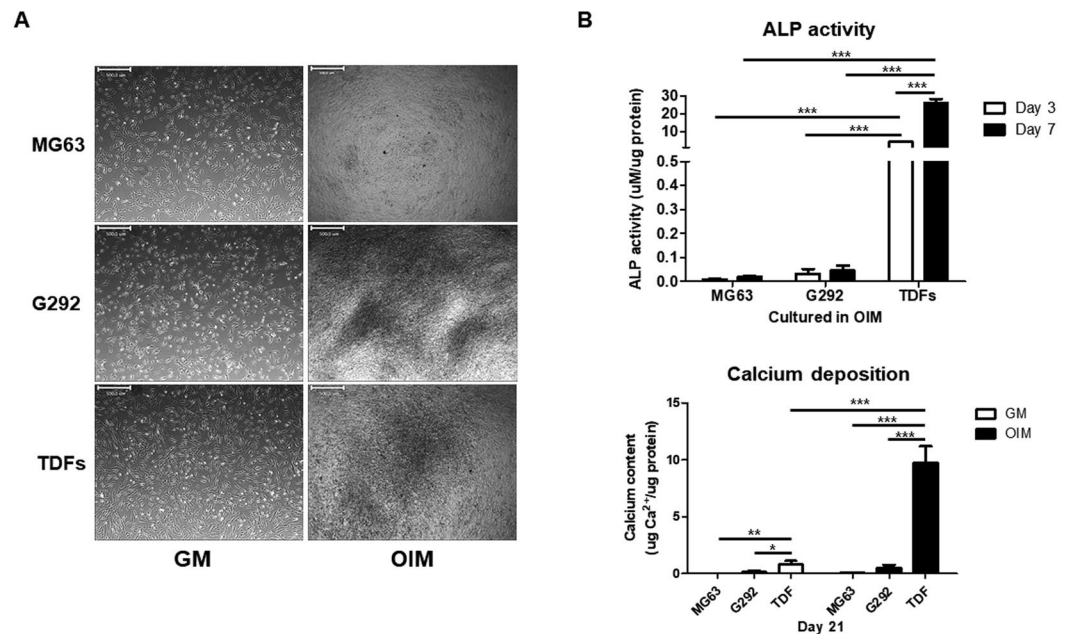 A
MG63
G292
TDFs
GM
OIM
B
ALP activity
ALP activity (uM/ug protein)
30
20
10
0.5
0.4
0.3
0.2
0.1
0.0
***
***
***
***
***
Day 3
Day 7
MG63 G292 TDFs
Cultured in OIM
Calcium deposition
Calcium content
(ug Ca²⁺/ug protein)
15
10
5
0
***
***
***
**
*
GM
OIM
MG63 G292 TDF MG63 G292 TDF
Day 21